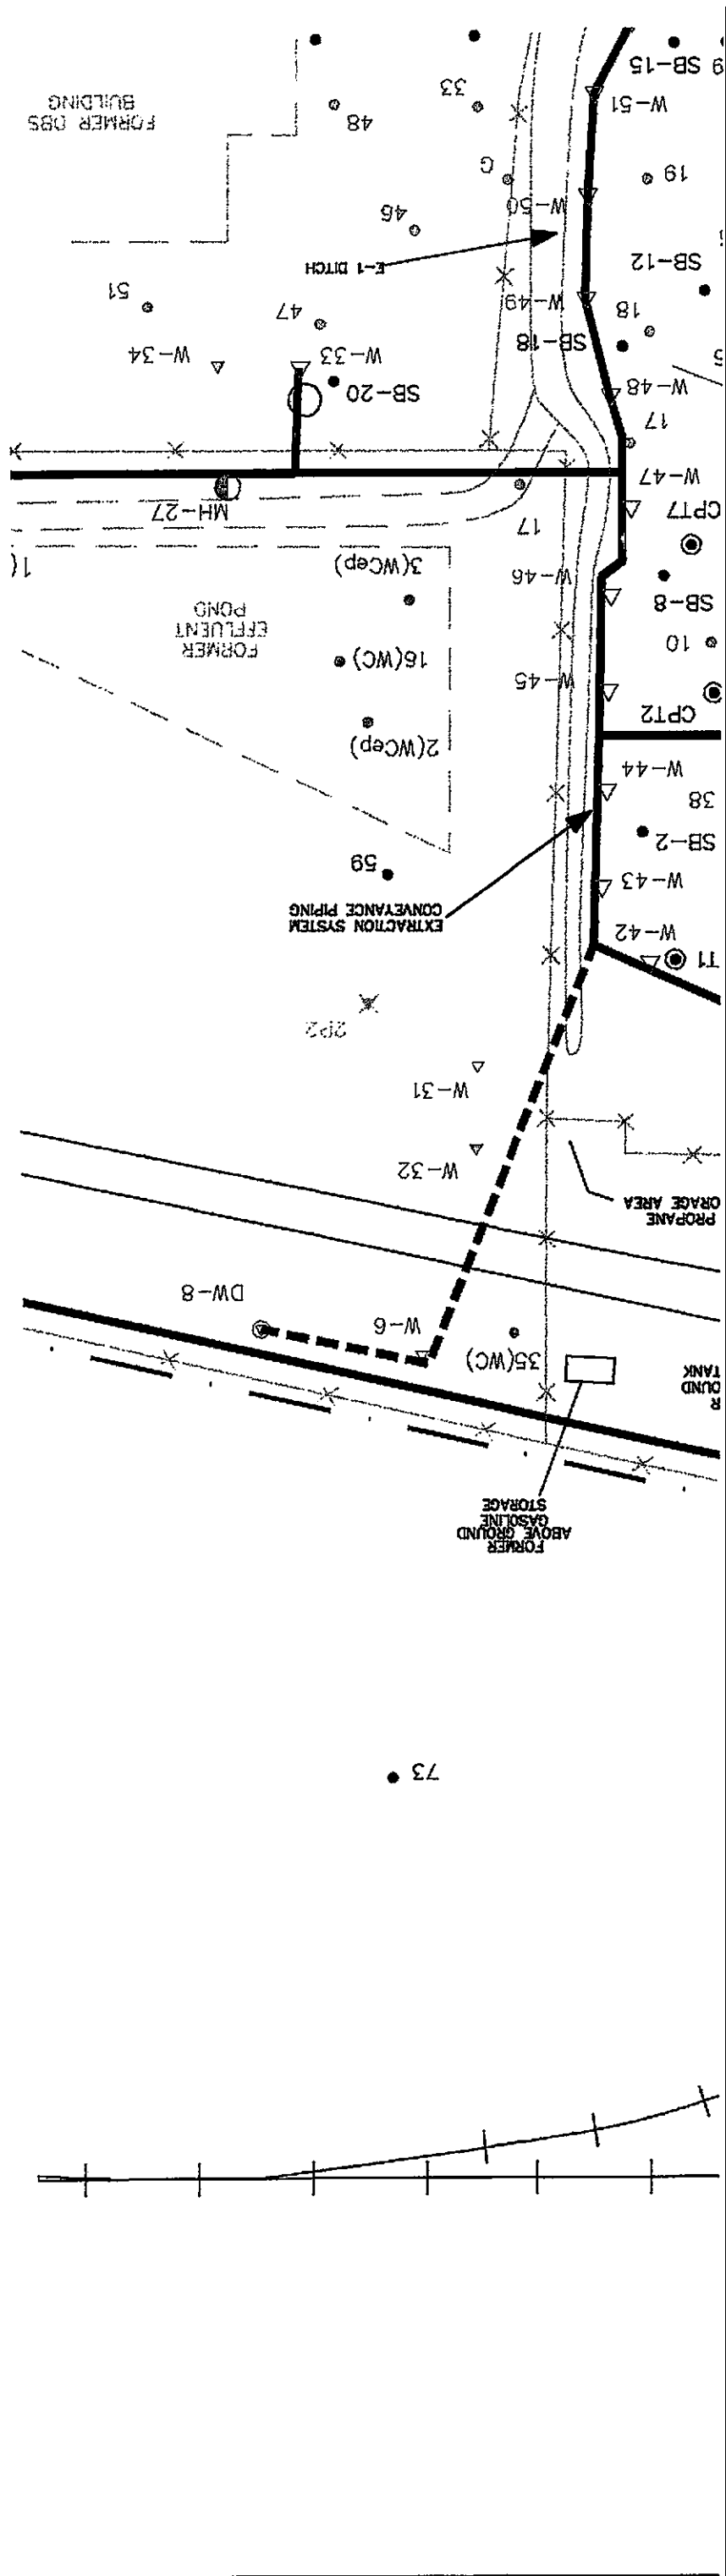 73
FORMER
ABOVE GROUND
GASOLINE
STORAGE
R
OUND
TANK
35(WC)
W-6
DW-8
PROPANE
ORAGE AREA
W-32
W-31
2P2
T1
W-42
EXTRACTION SYSTEM
CONVEYANCE PIPING
W-43
59
SB-2
38
W-44
2(WCep)
CPT2
W-45
16(WC)
10
FORMER
EFFLUENT
POND
SB-8
W-46
3(WCep)
1(
CPT7
17
MH-27
W-47
17
W-48
SB-20
W-33
W-34
SB-18
18
47
W-49
51
E-1 DITCH
SB-12
46
W-50
19
G
48
33
W-51
FORMER DBS
BUILDING
SB-15
9